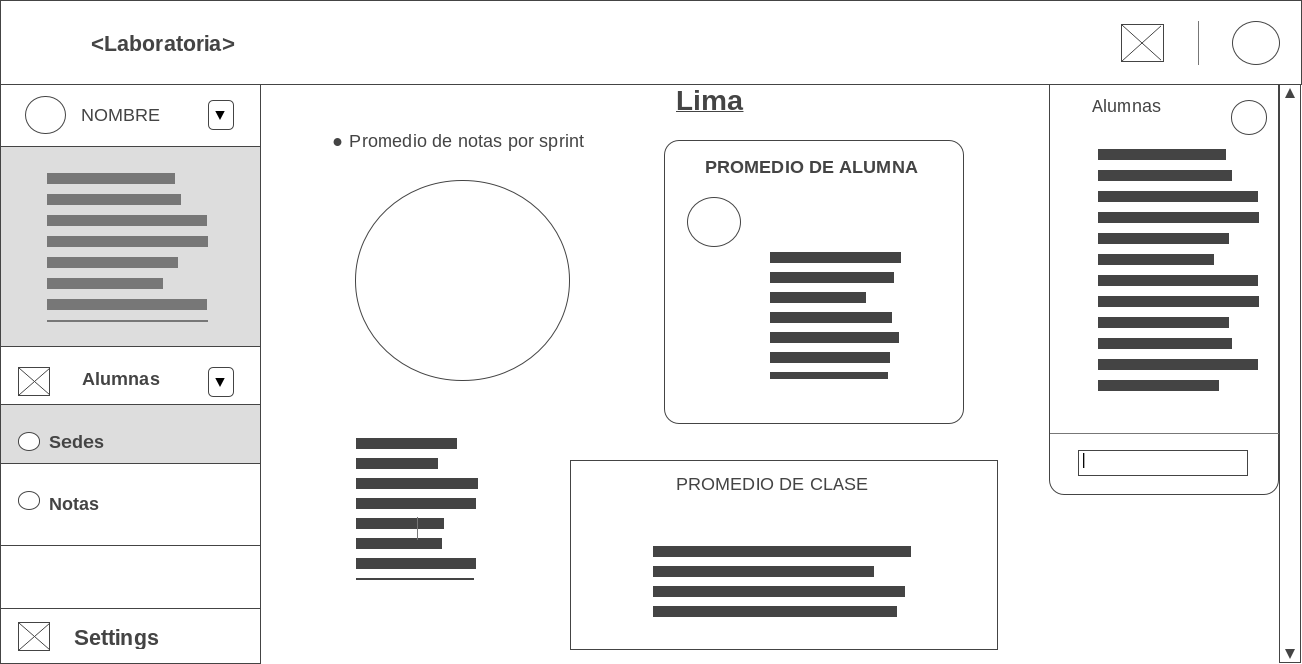 <Laboratoria>
NOMBRE
Alumnas
Sedes
Notas
Settings
Lima
● Promedio de notas por sprint
PROMEDIO DE ALUMNA
PROMEDIO DE CLASE
Alumnas